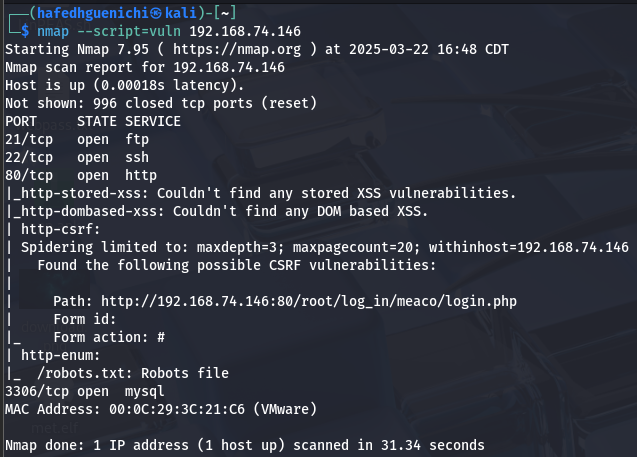 ┌──(hafedhguenichi㉿kali)-[~]
└─$ nmap --script=vuln 192.168.74.146
Starting Nmap 7.95 ( https://nmap.org ) at 2025-03-22 16:48 CDT
Nmap scan report for 192.168.74.146
Host is up (0.00018s latency).
Not shown: 996 closed tcp ports (reset)
PORT     STATE SERVICE
21/tcp   open  ftp
22/tcp   open  ssh
80/tcp   open  http
|_http-stored-xss: Couldn't find any stored XSS vulnerabilities.
|_http-dombased-xss: Couldn't find any DOM based XSS.
| http-csrf:
| Spidering limited to: maxdepth=3; maxpagecount=20; withinhost=192.168.74.146
|   Found the following possible CSRF vulnerabilities:
|
|     Path: http://192.168.74.146:80/root/log_in/meaco/login.php
|     Form id:
|_    Form action: #
| http-enum:
|_  /robots.txt: Robots file
3306/tcp open  mysql
MAC Address: 00:0C:29:3C:21:C6 (VMware)
Nmap done: 1 IP address (1 host up) scanned in 31.34 seconds